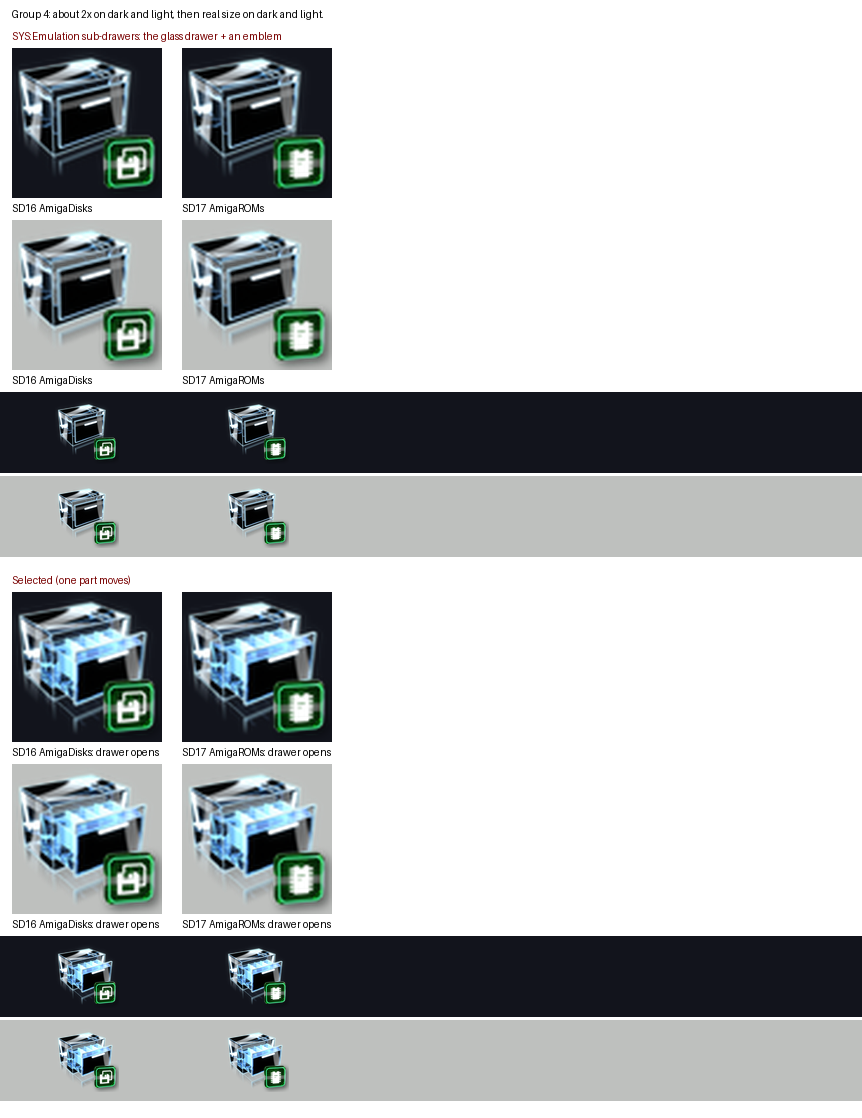 Group 4: about 2x on dark and light, then real size on dark and light.
SYS:Emulation sub-drawers: the glass drawer + an emblem
SD16 AmigaDisks SD17 AmigaROMs
SD16 AmigaDisks SD17 AmigaROMs
Selected (one part moves)
SD16 AmigaDisks: drawer opens SD17 AmigaROMs: drawer opens
SD16 AmigaDisks: drawer opens SD17 AmigaROMs: drawer opens